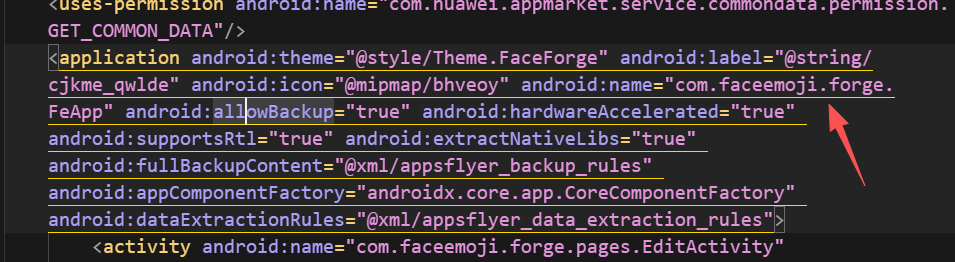 <uses-permission android:name="com.huawei.appmarket.service.commondata.permission.
GET_COMMON_DATA"/>
<application android:theme="@style/Theme.FaceForge" android:label="@string/
cjkme_qwlde" android:icon="@mipmap/bhveoy" android:name="com.faceemoji.forge.
FeApp" android:allowBackup="true" android:hardwareAccelerated="true"
android:supportsRtl="true" android:extractNativeLibs="true"
android:fullBackupContent="@xml/appsflyer_backup_rules"
android:appComponentFactory="androidx.core.app.CoreComponentFactory"
android:dataExtractionRules="@xml/appsflyer_data_extraction_rules">
<activity android:name="com.faceemoji.forge.pages.EditActivity"